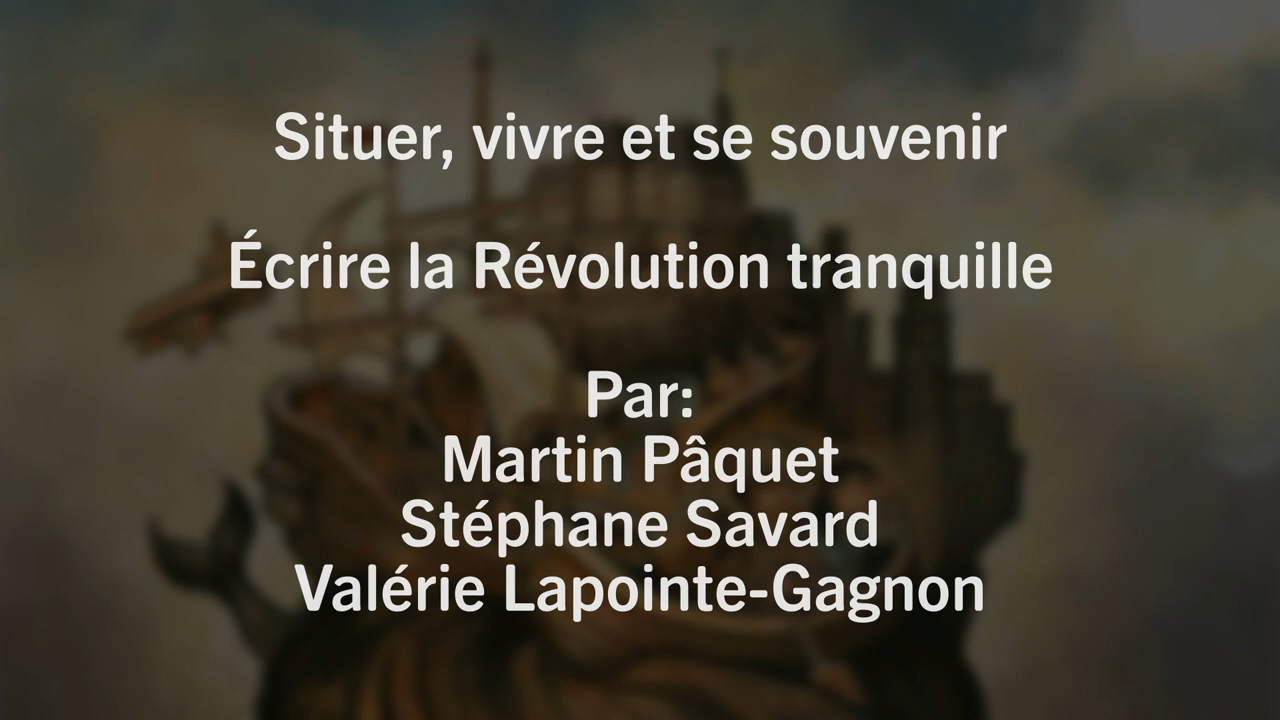 Situer, vivre et se souvenir
Écrire la Révolution tranquille
Par:
Martin Pâquet
Stéphane Savard
Valérie Lapointe-Gagnon